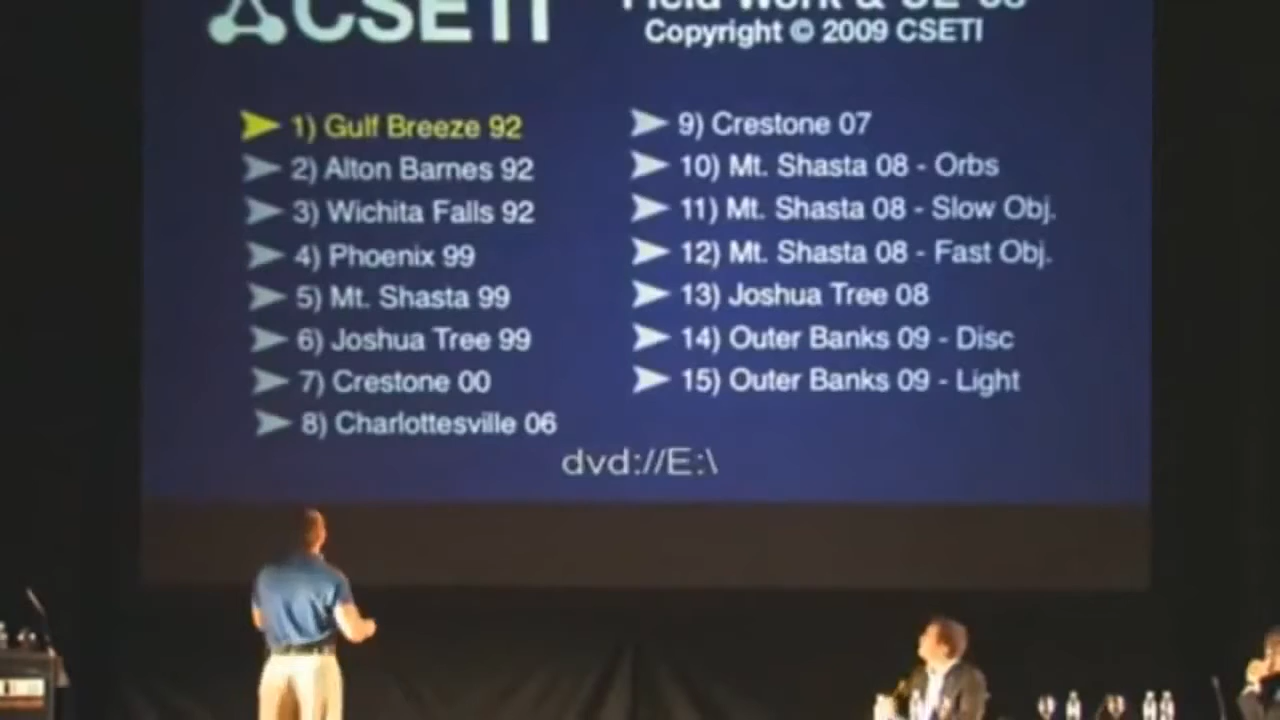 CSETI
Field Work & CE-
Copyright © 2009 CSETI
1) Gulf Breeze 92
2) Alton Barnes 92
3) Wichita Falls 92
4) Phoenix 99
5) Mt. Shasta 99
6) Joshua Tree 99
7) Crestone 00
8) Charlottesville 06
9) Crestone 07
10) Mt. Shasta 08 - Orbs
11) Mt. Shasta 08 - Slow Obj.
12) Mt. Shasta 08 - Fast Obj.
13) Joshua Tree 08
14) Outer Banks 09 - Disc
15) Outer Banks 09 - Light
dvd://E:\